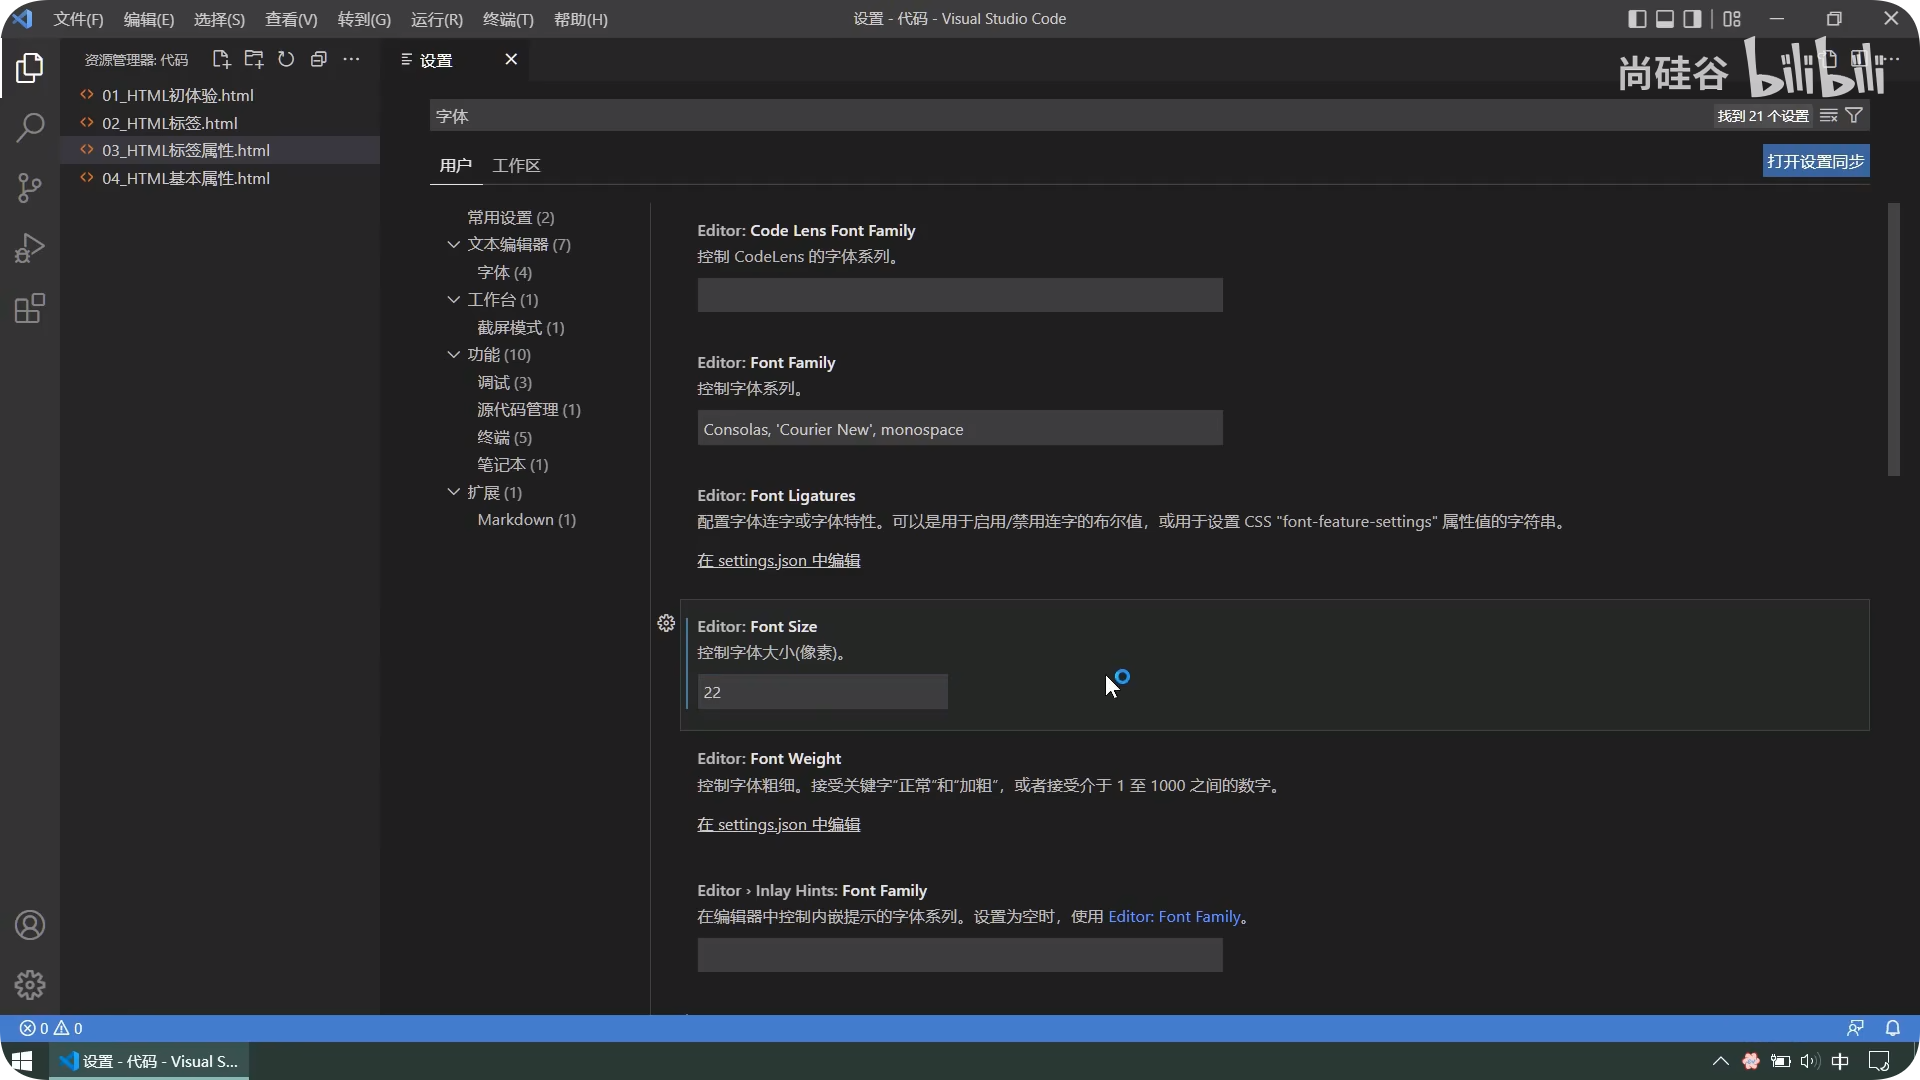 文件(F) 编辑(E) 选择(S) 查看(V) 转到(G) 运行(R) 终端(T) 帮助(H) 设置 - 代码 - Visual Studio Code
资源管理器: 代码
设置
尚硅谷 bilibili
01_HTML初体验.html
02_HTML标签.html
03_HTML标签属性.html
04_HTML基本属性.html
字体
找到 21 个设置
用户 工作区
打开设置同步
常用设置 (2)
文本编辑器 (7)
字体 (4)
工作台 (1)
截屏模式 (1)
功能 (10)
调试 (3)
源代码管理 (1)
终端 (5)
笔记本 (1)
扩展 (1)
Markdown (1)
Editor: Code Lens Font Family
控制 CodeLens 的字体系列。
Editor: Font Family
控制字体系列。
Consolas, 'Courier New', monospace
Editor: Font Ligatures
配置字体连字或字体特性。可以是用于启用/禁用连字的布尔值，或用于设置 CSS "font-feature-settings" 属性值的字符串。
在 settings.json 中编辑
Editor: Font Size
控制字体大小(像素)。
22
Editor: Font Weight
控制字体粗细。接受关键字“正常”和“加粗”，或者接受介于 1 至 1000 之间的数字。
在 settings.json 中编辑
Editor › Inlay Hints: Font Family
在编辑器中控制内嵌提示的字体系列。设置为空时，使用 Editor: Font Family。
0 0
设置 - 代码 - Visual S...
中